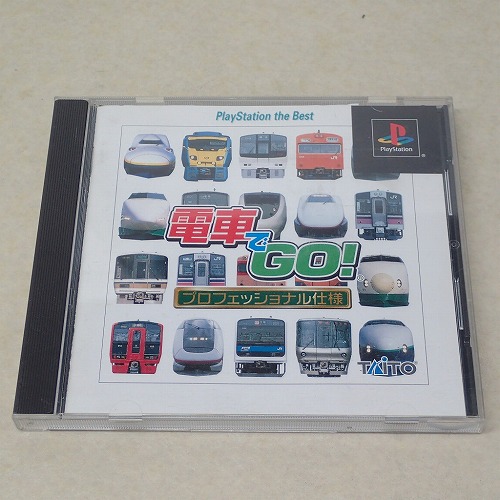 PlayStation the Best
PlayStation
電車でGO!
プロフェッショナル仕様
TAITO